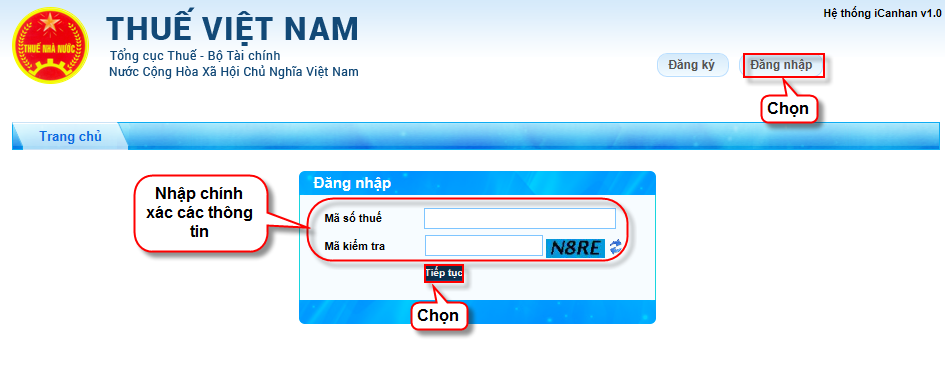 Hệ thống iCanhan v1.0
THUẾ NHÀ NƯỚC
THUẾ VIỆT NAM
Tổng cục Thuế - Bộ Tài chính
Nước Cộng Hòa Xã Hội Chủ Nghĩa Việt Nam
Đăng ký
Đăng nhập
Chọn
Trang chủ
Đăng nhập
Nhập chính
xác các thông
tin
Mã số thuế
Mã kiểm tra
N8RE
Tiếp tục
Chọn